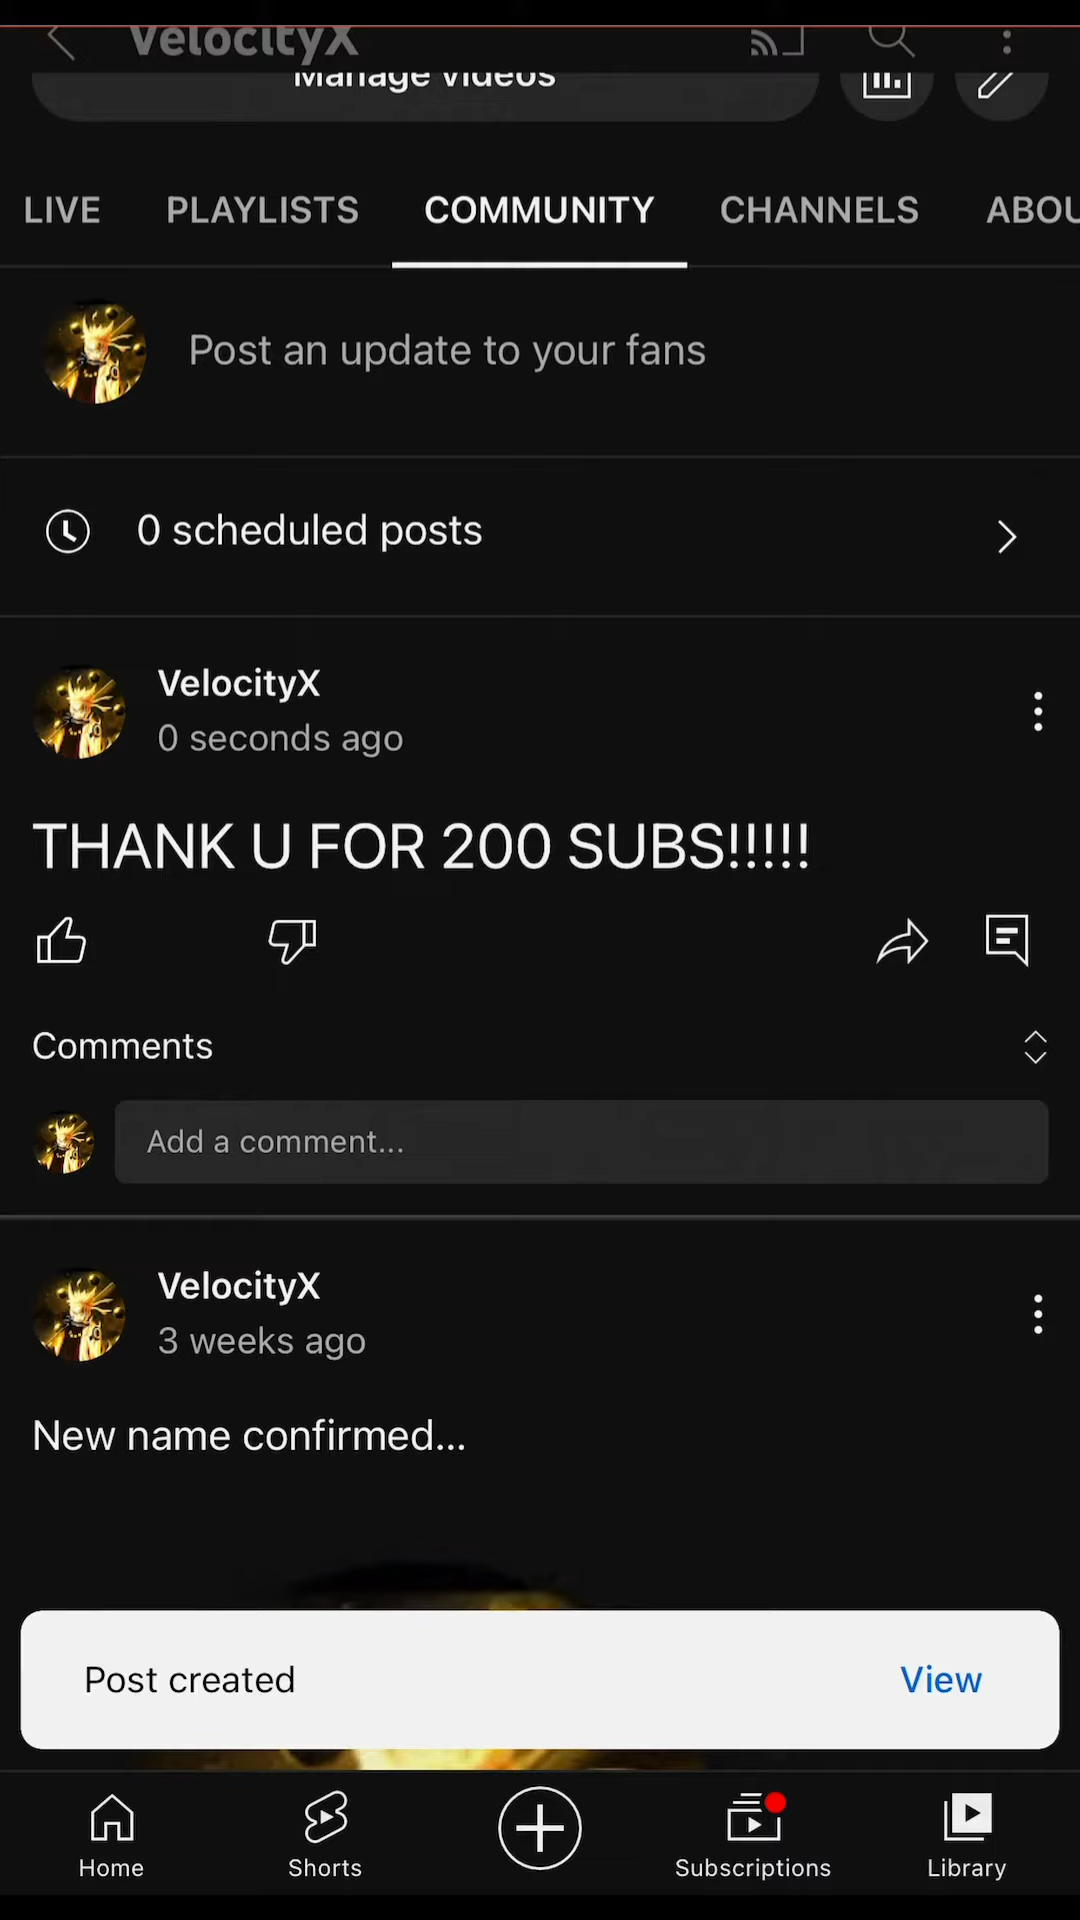 VelocityX
Manage videos
LIVE PLAYLISTS COMMUNITY CHANNELS ABOU
Post an update to your fans
0 scheduled posts
VelocityX
0 seconds ago
THANK U FOR 200 SUBS!!!!!
Comments
Add a comment...
VelocityX
3 weeks ago
New name confirmed...
Post created View
Home Shorts Subscriptions Library